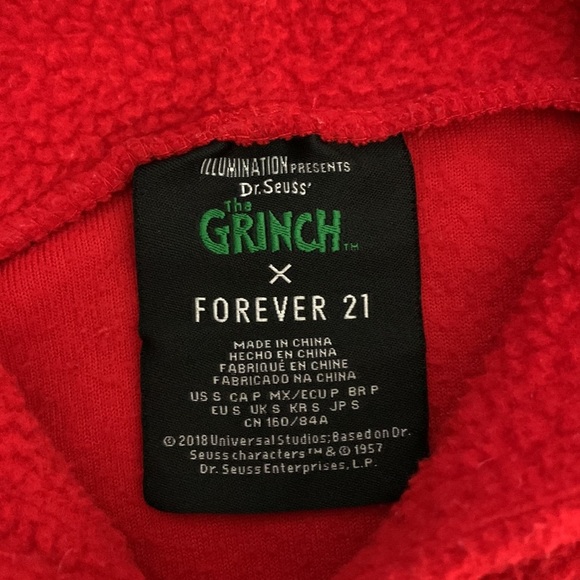 ILLUMINATION PRESENTS
Dr. Seuss'
The
GRINCH™
X
FOREVER 21
MADE IN CHINA
HECHO EN CHINA
FABRIQUÉ EN CHINE
FABRICADO NA CHINA
US S CA P MX/ECU P BR P
EU S UK S KR S JP S
CN 160/84A
© 2018 Universal Studios; Based on Dr.
Seuss characters ™ & © 1957
Dr. Seuss Enterprises, L.P.